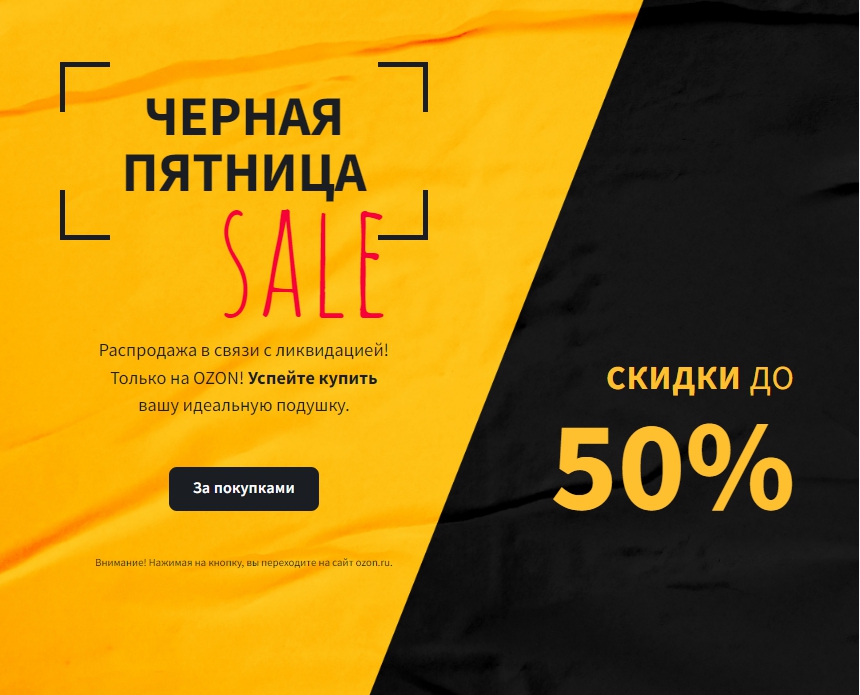 ЧЕРНАЯ
ПЯТНИЦА
SALE
Распродажа в связи с ликвидацией!
Только на OZON! Успейте купить
вашу идеальную подушку.
За покупками
Внимание! Нажимая на кнопку, вы переходите на сайт ozon.ru.
СКИДКИ ДО
50%